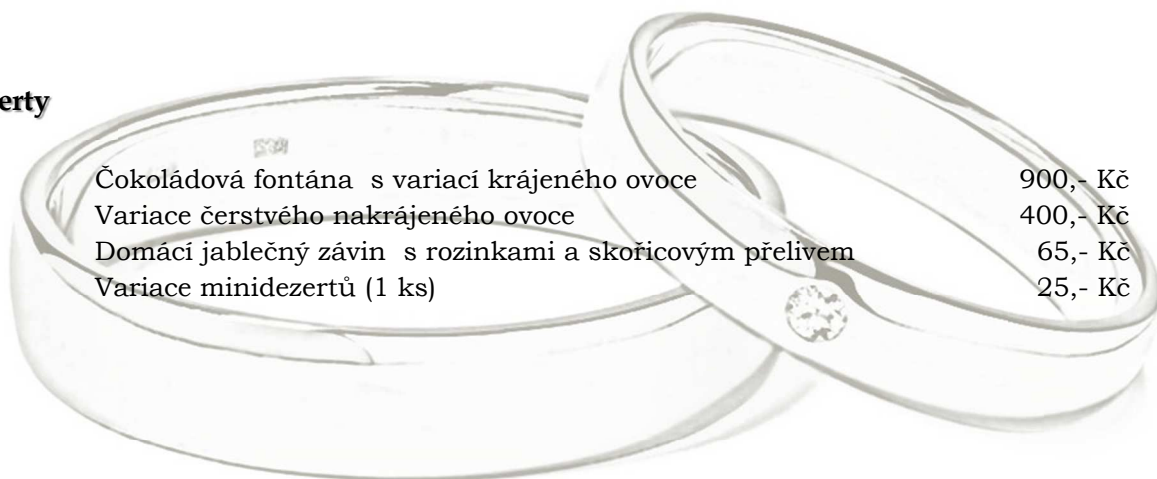 erty
Čokoládová fontána s variací krájeného ovoce 900,- Kč
Variace čerstvého nakrájeného ovoce 400,- Kč
Domácí jablečný závin s rozinkami a skořicovým přelivem 65,- Kč
Variace minidezertů (1 ks) 25,- Kč